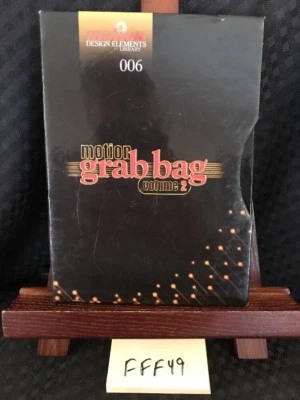 DESIGN ELEMENTS
LIBRARY
006
motion
grab bag
volume 2
FFF49